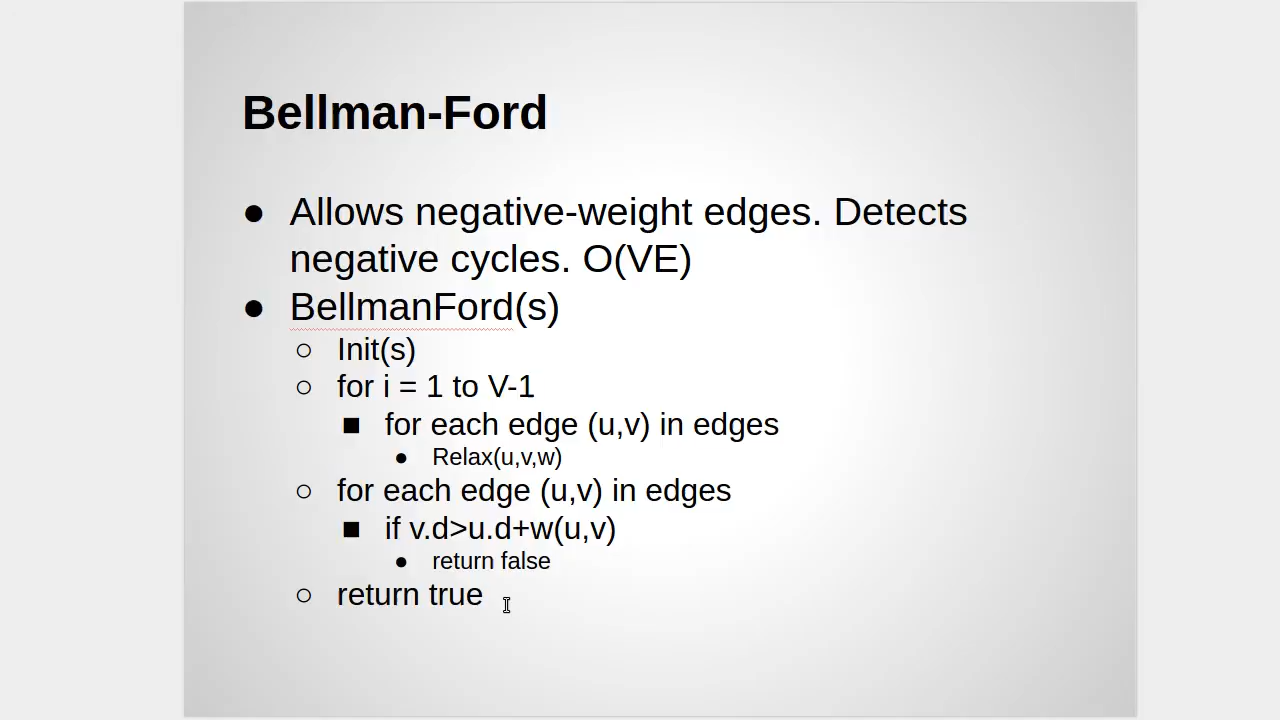 Bellman-Ford
● Allows negative-weight edges. Detects
negative cycles. O(VE)
● BellmanFord(s)
○ Init(s)
○ for i = 1 to V-1
■ for each edge (u,v) in edges
● Relax(u,v,w)
○ for each edge (u,v) in edges
■ if v.d>u.d+w(u,v)
● return false
○ return true